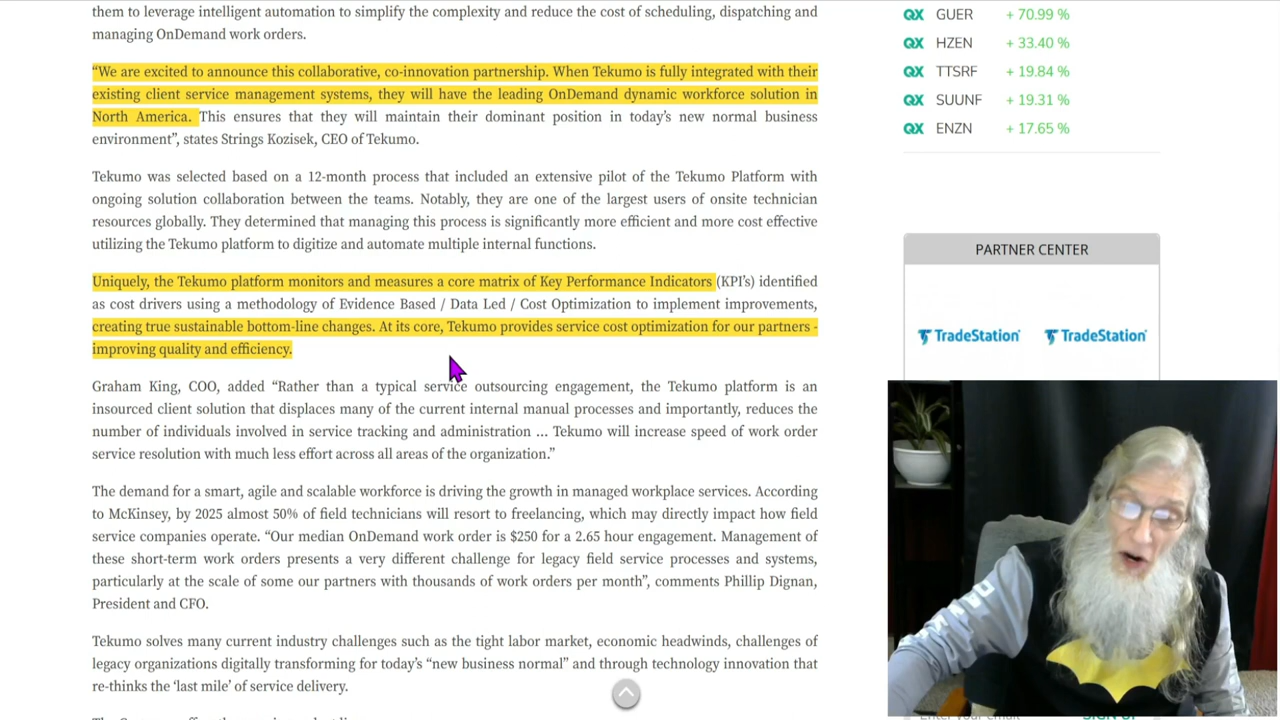 them to leverage intelligent automation to simplify the complexity and reduce the cost of scheduling, dispatching and
managing OnDemand work orders.
“We are excited to announce this collaborative, co-innovation partnership. When Tekumo is fully integrated with their
existing client service management systems, they will have the leading OnDemand dynamic workforce solution in
North America. This ensures that they will maintain their dominant position in today’s new normal business
environment”, states Strings Kozisek, CEO of Tekumo.
Tekumo was selected based on a 12-month process that included an extensive pilot of the Tekumo Platform with
ongoing solution collaboration between the teams. Notably, they are one of the largest users of onsite technician
resources globally. They determined that managing this process is significantly more efficient and more cost effective
utilizing the Tekumo platform to digitize and automate multiple internal functions.
Uniquely, the Tekumo platform monitors and measures a core matrix of Key Performance Indicators (KPI’s) identified
as cost drivers using a methodology of Evidence Based / Data Led / Cost Optimization to implement improvements,
creating true sustainable bottom-line changes. At its core, Tekumo provides service cost optimization for our partners -
improving quality and efficiency.
Graham King, COO, added “Rather than a typical service outsourcing engagement, the Tekumo platform is an
insourced client solution that displaces many of the current internal manual processes and importantly, reduces the
number of individuals involved in service tracking and administration ... Tekumo will increase speed of work order
service resolution with much less effort across all areas of the organization.”
The demand for a smart, agile and scalable workforce is driving the growth in managed workplace services. According
to McKinsey, by 2025 almost 50% of field technicians will resort to freelancing, which may directly impact how field
service companies operate. “Our median OnDemand work order is $250 for a 2.65 hour engagement. Management of
these short-term work orders presents a very different challenge for legacy field service processes and systems,
particularly at the scale of some our partners with thousands of work orders per month”, comments Phillip Dignan,
President and CFO.
Tekumo solves many current industry challenges such as the tight labor market, economic headwinds, challenges of
legacy organizations digitally transforming for today’s “new business normal” and through technology innovation that
re-thinks the ‘last mile’ of service delivery.
QX GUER + 70.99 %
QX HZEN + 33.40 %
QX TTSRF + 19.84 %
QX SUUNF + 19.31 %
QX ENZN + 17.65 %
PARTNER CENTER
TradeStation TradeStation